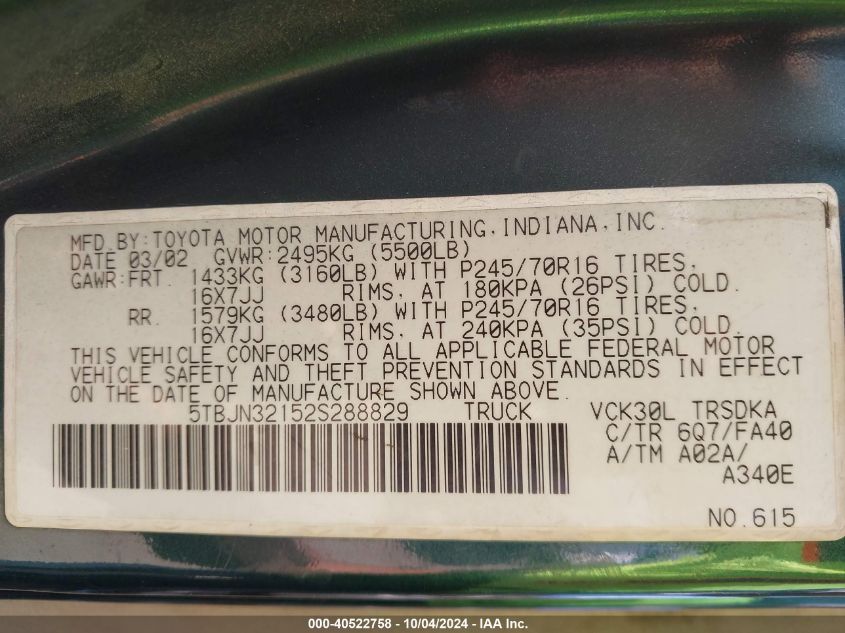 MFD.BY:TOYOTA MOTOR MANUFACTURING,INDIANA,INC.
DATE 03/02 GVWR:2495KG (5500LB)
GAWR:FRT. 1433KG (3160LB) WITH P245/70R16 TIRES,
16X7JJ RIMS, AT 180KPA (26PSI) COLD.
RR. 1579KG (3480LB) WITH P245/70R16 TIRES,
16X7JJ RIMS, AT 240KPA (35PSI) COLD.
THIS VEHICLE CONFORMS TO ALL APPLICABLE FEDERAL MOTOR
VEHICLE SAFETY AND THEFT PREVENTION STANDARDS IN EFFECT
ON THE DATE OF MANUFACTURE SHOWN ABOVE.
5TBJN32152S288829 TRUCK VCK30L TRSDKA
C/TR 6Q7/FA40
A/TM A02A/
A340E
NO.615
000-40522758 - 10/04/2024 - IAA Inc.